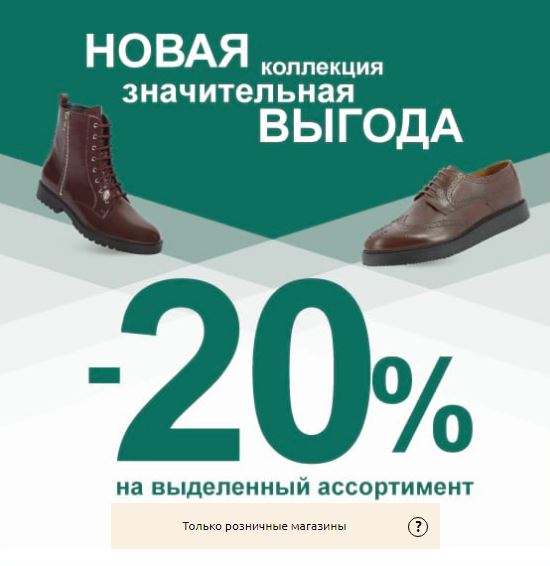 НОВАЯ коллекция
значительная
ВЫГОДА
-20%
на выделенный ассортимент
Только розничные магазины ?